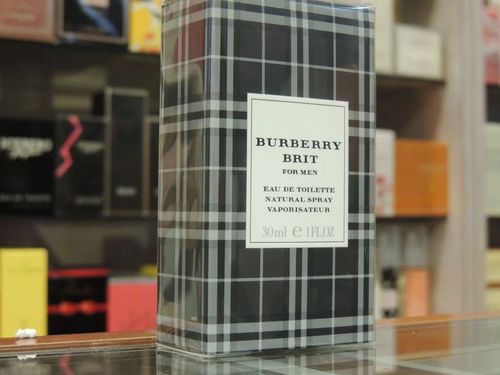 BURBERRY
BRIT
FOR MEN
EAU DE TOILETTE
NATURAL SPRAY
VAPORISATEUR
30ml e 1FL.OZ